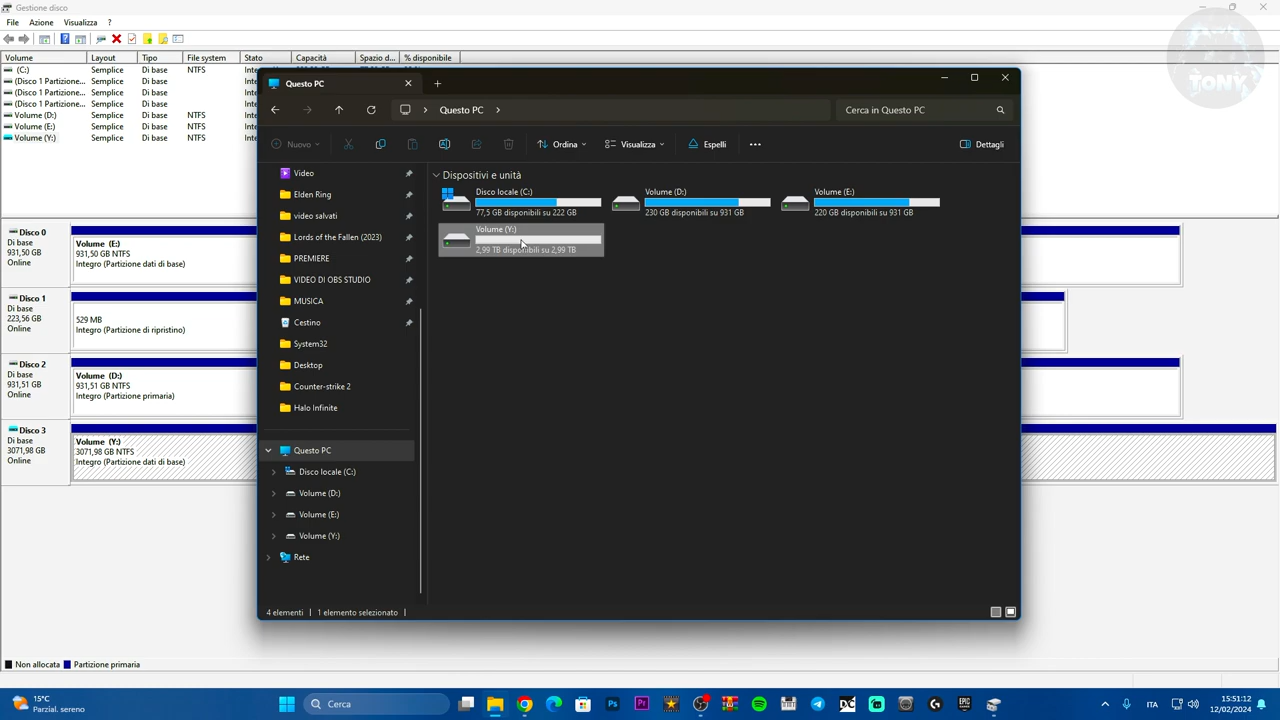 Gestione disco
File Azione Visualizza ?
Volume Layout Tipo File system Stato Capacità Spazio d... % disponibile
(C:) Semplice Di base NTFS
(Disco 1 Partizione... Semplice Di base
(Disco 1 Partizione... Semplice Di base
(Disco 1 Partizione... Semplice Di base
Volume (D:) Semplice Di base NTFS
Volume (E:) Semplice Di base NTFS
Volume (Y:) Semplice Di base NTFS
TONY
Questo PC
Questo PC
Cerca in Questo PC
Nuovo
Ordina
Visualizza
Espelli
Dettagli
Video
Elden Ring
video salvati
Lords of the Fallen (2023)
PREMIERE
VIDEO DI OBS STUDIO
MUSICA
Cestino
System32
Desktop
Counter-strike 2
Halo Infinite
Questo PC
Disco locale (C:)
Volume (D:)
Volume (E:)
Volume (Y:)
Rete
Dispositivi e unità
Disco locale (C:)
77,5 GB disponibili su 222 GB
Volume (D:)
230 GB disponibili su 931 GB
Volume (E:)
220 GB disponibili su 931 GB
Volume (Y:)
2,99 TB disponibili su 2,99 TB
4 elementi 1 elemento selezionato
Disco 0
Di base
931,50 GB
Online
Volume (E:)
931,50 GB NTFS
Integro (Partizione dati di base)
Disco 1
Di base
223,56 GB
Online
529 MB
Integro (Partizione di ripristino)
Disco 2
Di base
931,51 GB
Online
Volume (D:)
931,51 GB NTFS
Integro (Partizione primaria)
Disco 3
Di base
3071,98 GB
Online
Volume (Y:)
3071,98 GB NTFS
Integro (Partizione dati di base)
Non allocata Partizione primaria
15°C
Parzial. sereno
Cerca
ITA
15:51:12
12/02/2024